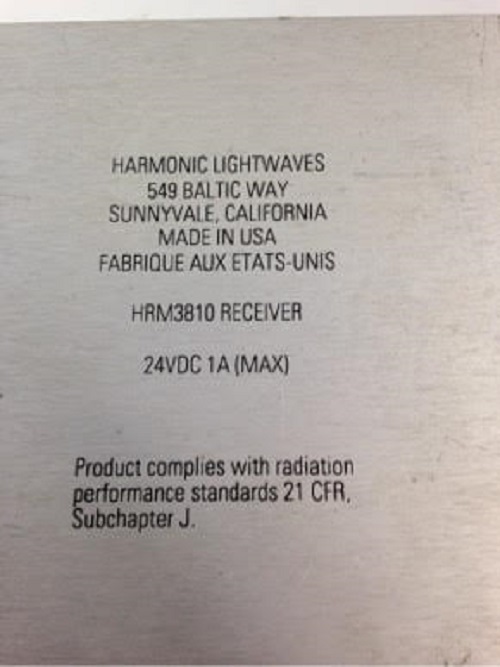 HARMONIC LIGHTWAVES
549 BALTIC WAY
SUNNYVALE, CALIFORNIA
MADE IN USA
FABRIQUE AUX ETATS-UNIS
HRM3810 RECEIVER
24VDC 1A (MAX)
Product complies with radiation
performance standards 21 CFR,
Subchapter J.